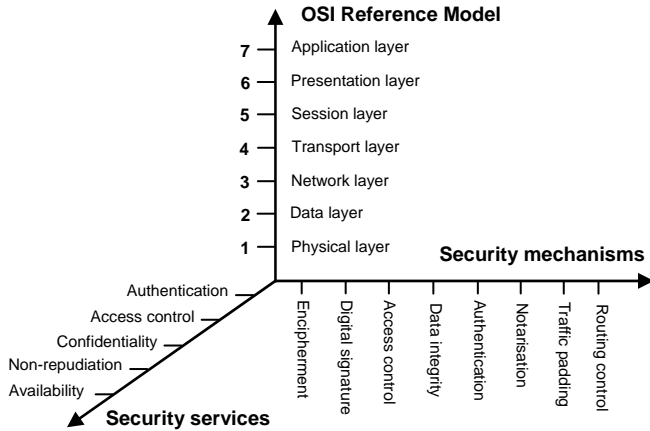 OSI Reference Model
7 Application layer
6 Presentation layer
5 Session layer
4 Transport layer
3 Network layer
2 Data layer
1 Physical layer
Security mechanisms
Encipherment
Digital signature
Access control
Data integrity
Authentication
Notarisation
Traffic padding
Routing control
Authentication
Access control
Confidentiality
Non-repudiation
Availability
Security services